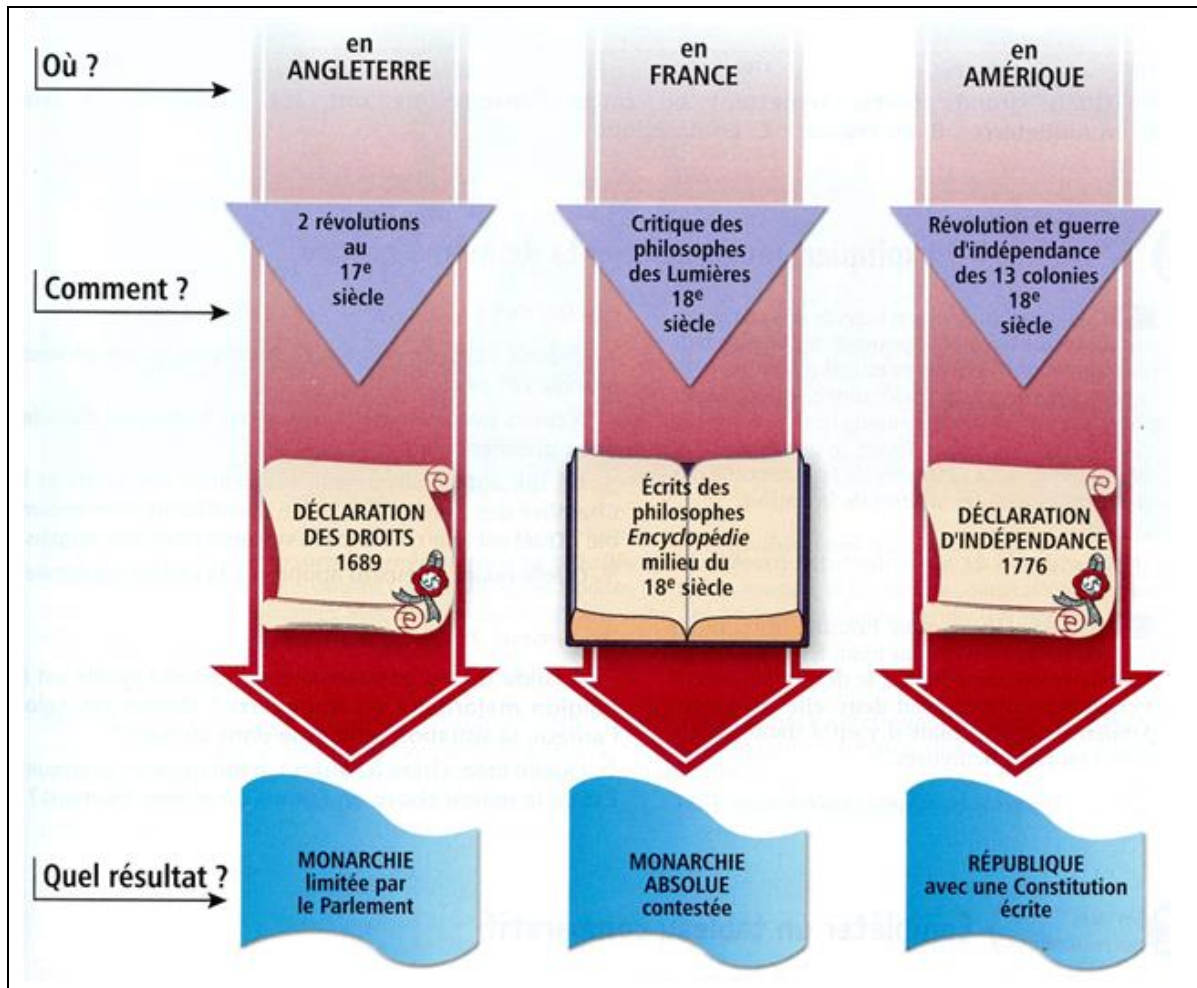 Où ?
en
ANGLETERRE
en
FRANCE
en
AMÉRIQUE
Comment ?
2 révolutions
au
17e
siècle
Critique des
philosophes
des Lumières
18e
siècle
Révolution et guerre
d'indépendance
des 13 colonies
18e
siècle
DÉCLARATION
DES DROITS
1689
Écrits des
philosophes
Encyclopédie
milieu du
18e siècle
DÉCLARATION
D'INDÉPENDANCE
1776
Quel résultat ?
MONARCHIE
limitée par
le Parlement
MONARCHIE
ABSOLUE
contestée
RÉPUBLIQUE
avec une Constitution
écrite